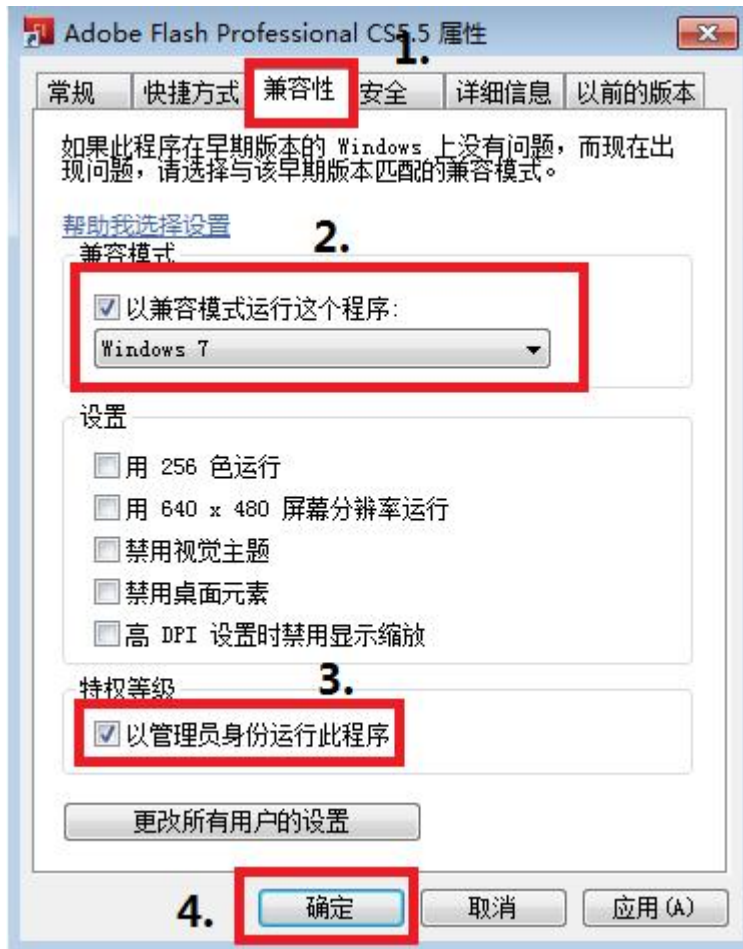 Adobe Flash Professional CS5.5 属性
1.
常规 快捷方式 兼容性 安全 详细信息 以前的版本
如果此程序在早期版本的 Windows 上没有问题，而现在出
现问题，请选择与该早期版本匹配的兼容模式。
帮助我选择设置
2.
兼容模式
以兼容模式运行这个程序:
Windows 7
设置
用 256 色运行
用 640 x 480 屏幕分辨率运行
禁用视觉主题
禁用桌面元素
高 DPI 设置时禁用显示缩放
3.
特权等级
以管理员身份运行此程序
更改所有用户的设置
4. 确定 取消 应用(A)